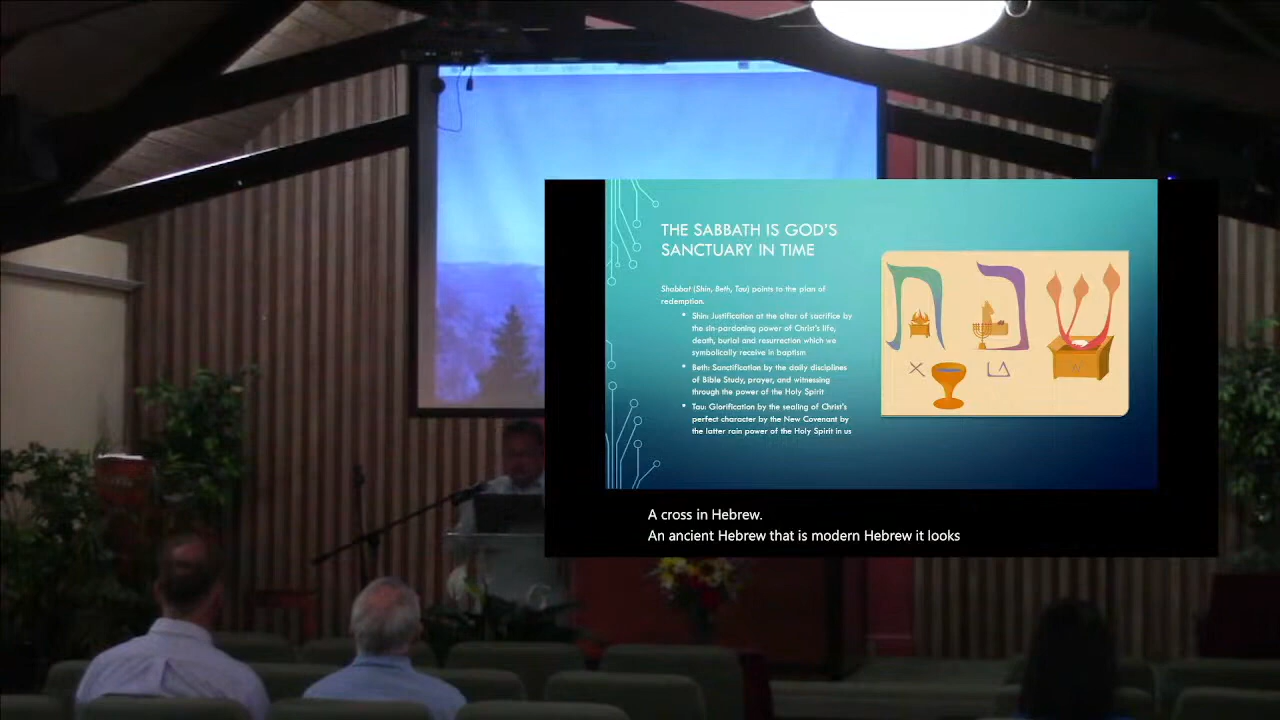 THE SABBATH IS GOD'S
SANCTUARY IN TIME
Shabbat (Shin, Beth, Tau) points to the plan of
redemption.
Shin: Justification at the altar of sacrifice by
the sin-pardoning power of Christ's life,
death, burial and resurrection which we
symbolically receive in baptism
Beth: Sanctification by the daily disciplines
of Bible Study, prayer, and witnessing
through the power of the Holy Spirit
Tau: Glorification by the sealing of Christ's
perfect character by the New Covenant by
the latter rain power of the Holy Spirit in us
ת ב ש
A cross in Hebrew.
An ancient Hebrew that is modern Hebrew it looks